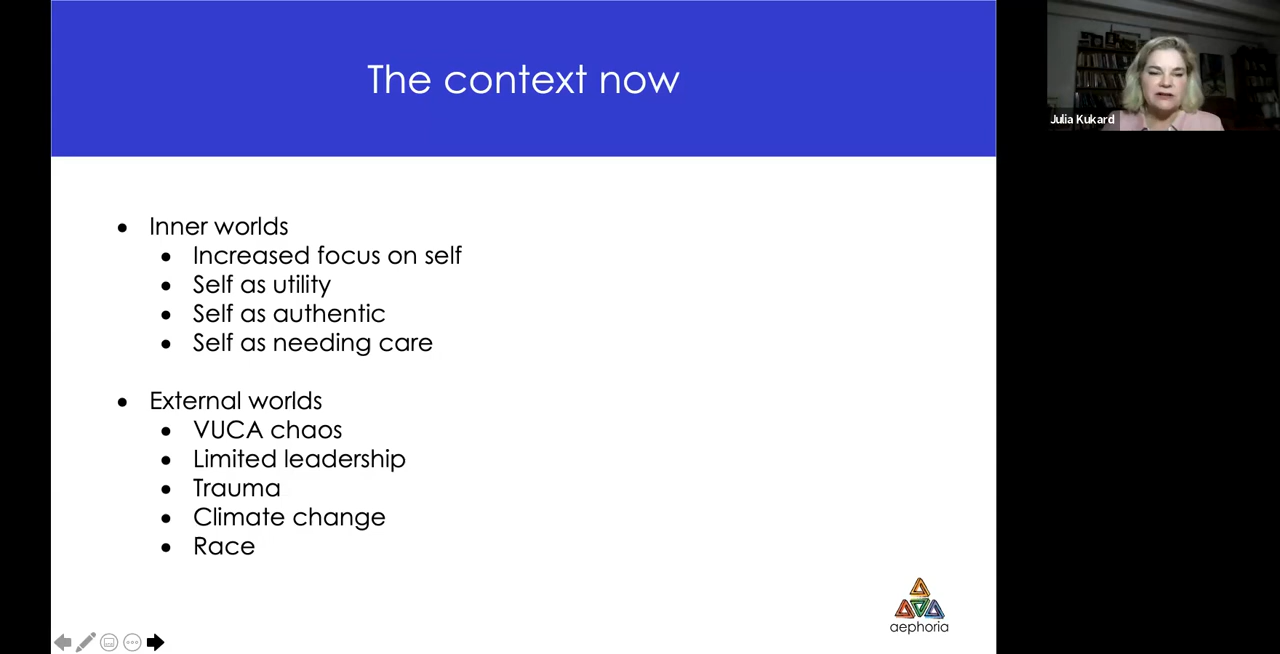 The context now
Julia Kukard
Inner worlds
Increased focus on self
Self as utility
Self as authentic
Self as needing care
External worlds
VUCA chaos
Limited leadership
Trauma
Climate change
Race
aephoria